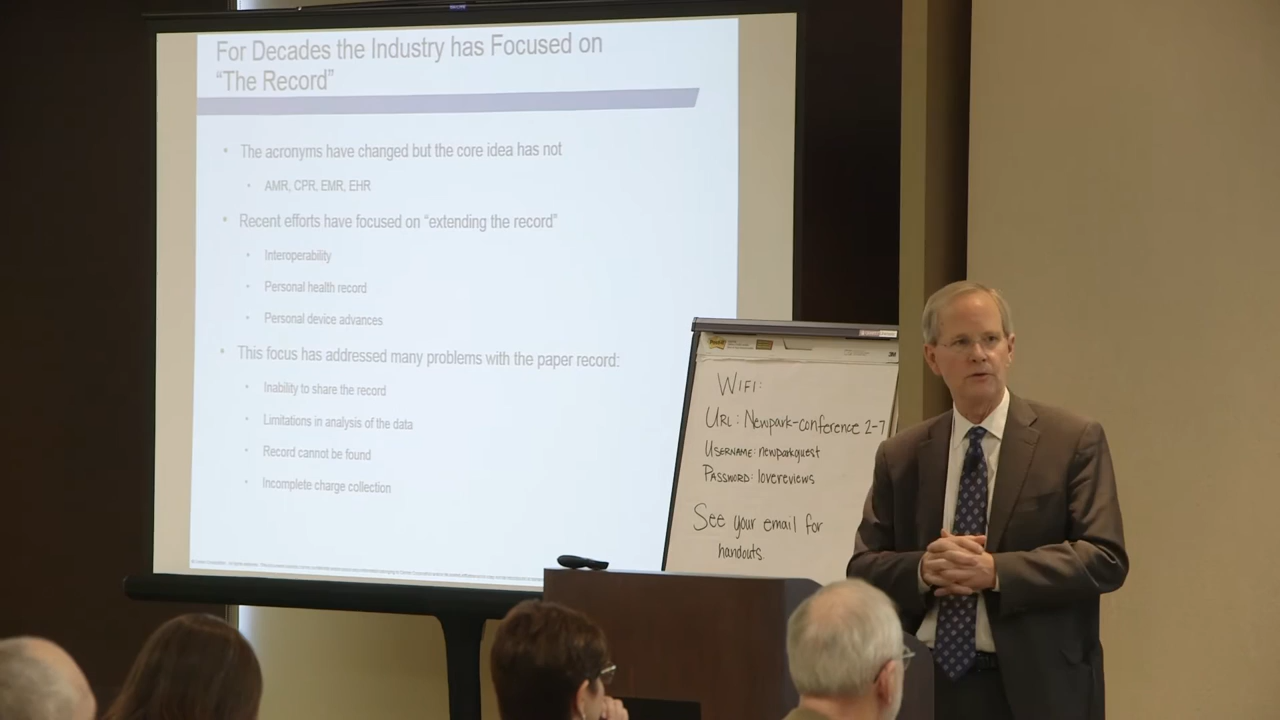 For Decades the Industry has Focused on
“The Record”
• The acronyms have changed but the core idea has not
• AMR, CPR, EMR, EHR
• Recent efforts have focused on “extending the record”
• Interoperability
• Personal health record
• Personal device advances
• This focus has addressed many problems with the paper record:
• Inability to share the record
• Limitations in analysis of the data
• Record cannot be found
• Incomplete charge collection
Post-it
3M
WIFI:
URL: Newpark-conference 2-7
USERNAME: newparkguest
PASSWORD: lovereviews
See your email for
handouts.